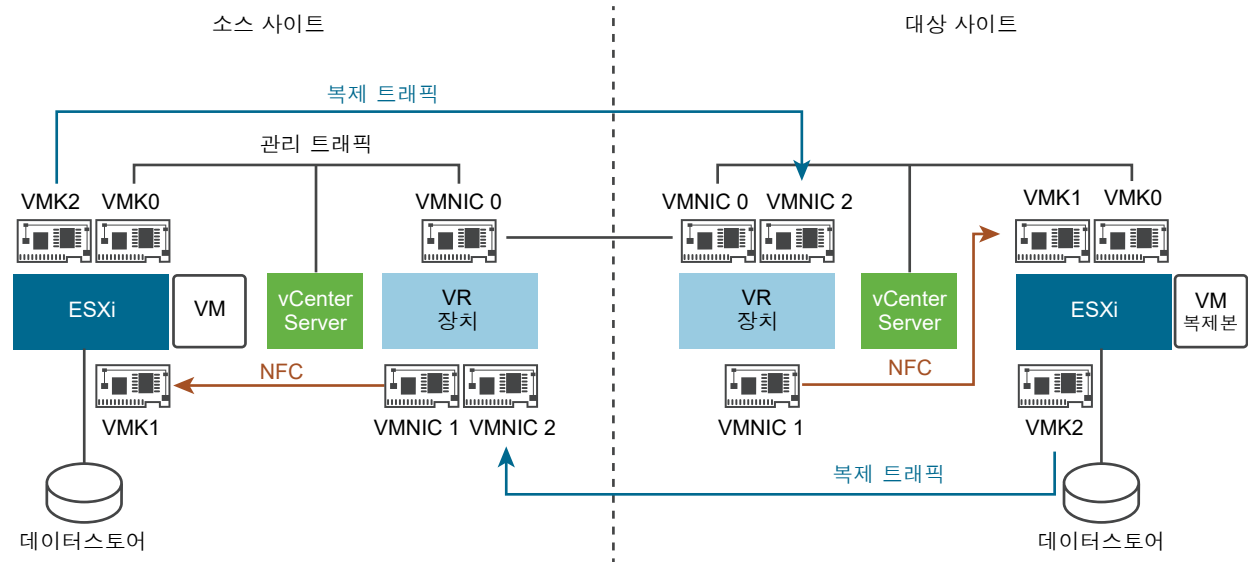 소스 사이트
대상 사이트
복제 트래픽
관리 트래픽
VMK2
VMK0
VMNIC 0
VMNIC 0
VMNIC 2
VMK1
VMK0
ESXi
VM
vCenter
Server
VR
장치
VR
장치
vCenter
Server
ESXi
VM
복제본
NFC
NFC
VMK1
VMNIC 1
VMNIC 2
VMNIC 1
VMK2
복제 트래픽
데이터스토어
데이터스토어